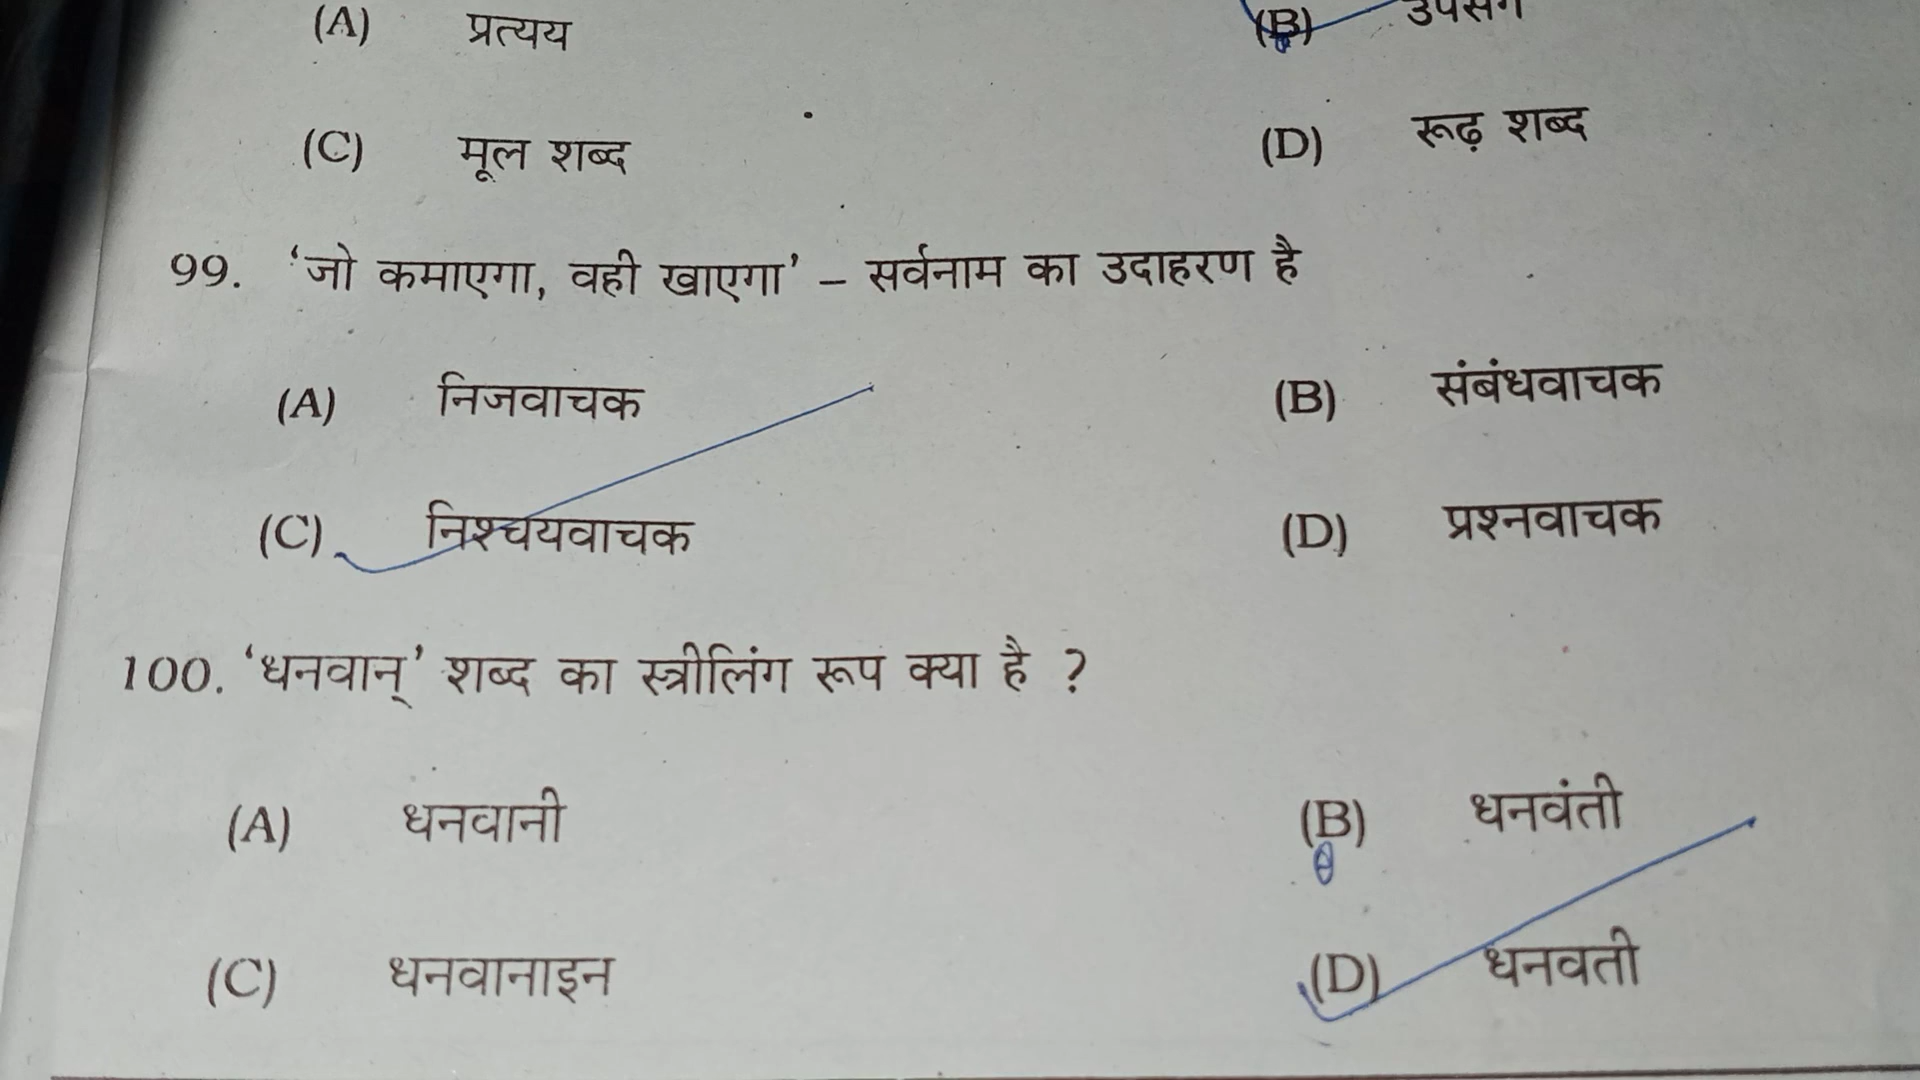 (A) प्रत्यय (B) उपसर्ग
(C) मूल शब्द (D) रूढ़ शब्द
99. 'जो कमाएगा, वही खाएगा' – सर्वनाम का उदाहरण है
(A) निजवाचक (B) संबंधवाचक
(C) निश्चयवाचक (D) प्रश्नवाचक
100. 'धनवान्' शब्द का स्त्रीलिंग रूप क्या है ?
(A) धनवानी (B) धनवंती
(C) धनवानाइन (D) धनवती